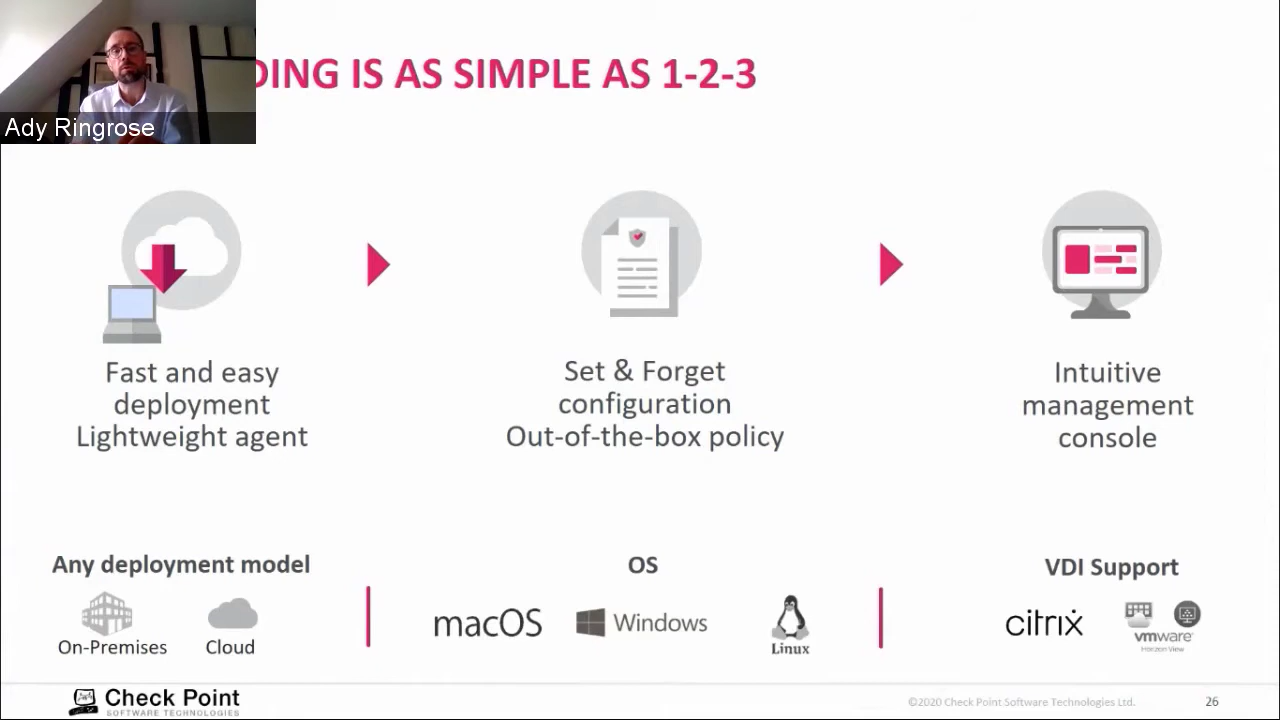 DING IS AS SIMPLE AS 1-2-3
Ady Ringrose
Fast and easy
deployment
Lightweight agent
Set & Forget
configuration
Out-of-the-box policy
Intuitive
management
console
Any deployment model
On-Premises
Cloud
OS
macOS
Windows
Linux
VDI Support
citrix
vmware
Horizon View
Check Point
SOFTWARE TECHNOLOGIES
©2020 Check Point Software Technologies Ltd.
26